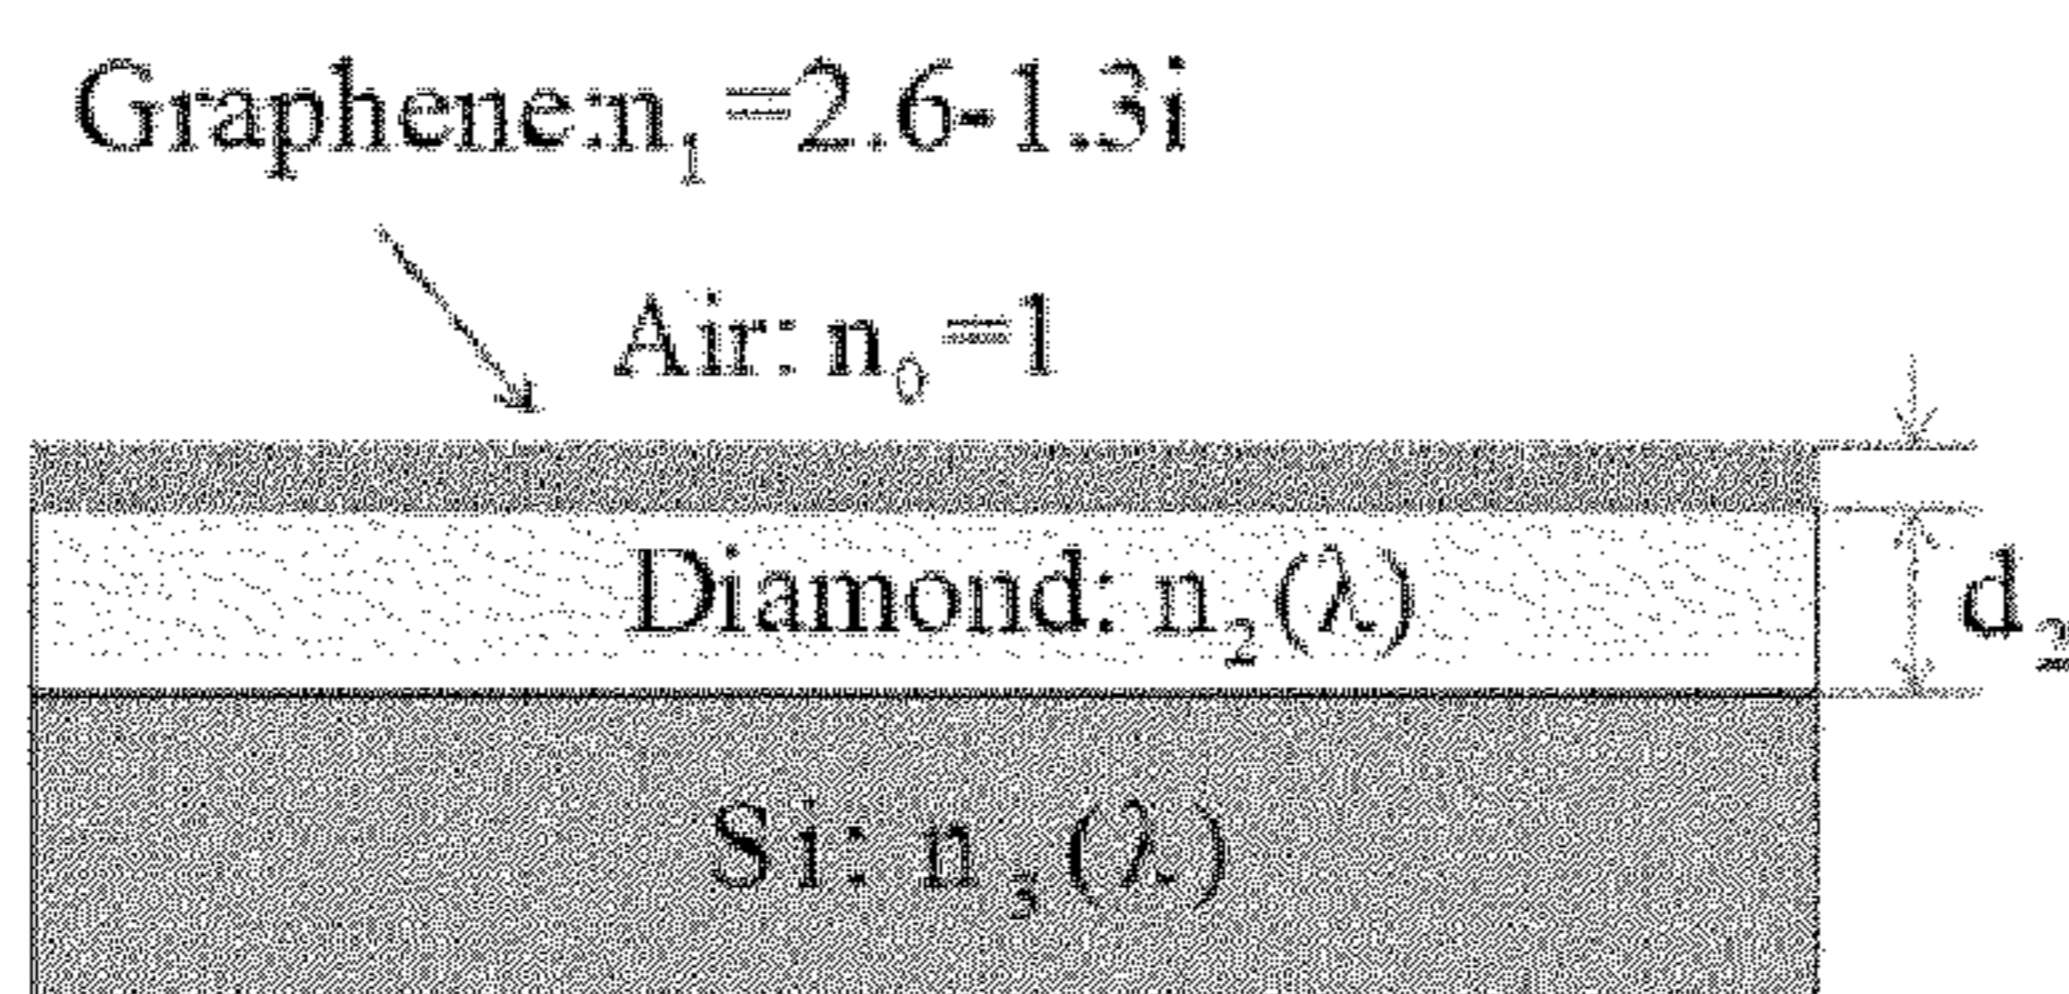 Graphene:n₁=2.6-1.3i
Air: n₀=1
Diamond: n₂(λ)
d₂
Si: n₃(λ)